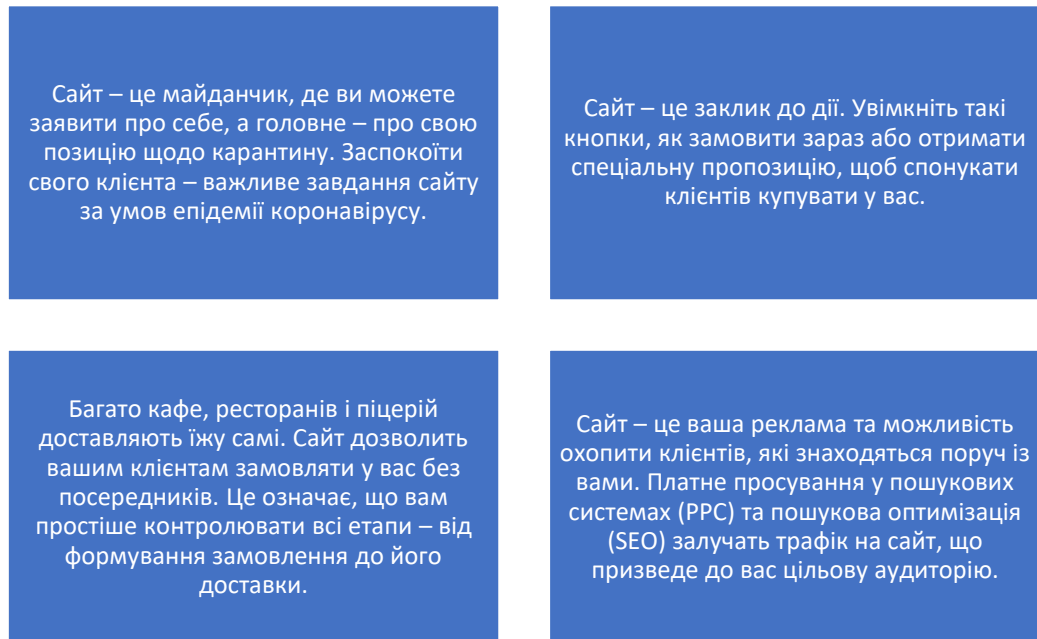 Сайт – це майданчик, де ви можете
заявити про себе, а головне – про свою
позицію щодо карантину. Заспокоїти
свого клієнта – важливе завдання сайту
за умов епідемії коронавірусу.
Сайт – це заклик до дії. Увімкніть такі
кнопки, як замовити зараз або отримати
спеціальну пропозицію, щоб спонукати
клієнтів купувати у вас.
Багато кафе, ресторанів і піцерій
доставляють їжу самі. Сайт дозволить
вашим клієнтам замовляти у вас без
посередників. Це означає, що вам
простіше контролювати всі етапи – від
формування замовлення до його
доставки.
Сайт – це ваша реклама та можливість
охопити клієнтів, які знаходяться поруч із
вами. Платне просування у пошукових
системах (PPC) та пошукова оптимізація
(SEO) залучать трафік на сайт, що
призведе до вас цільову аудиторію.